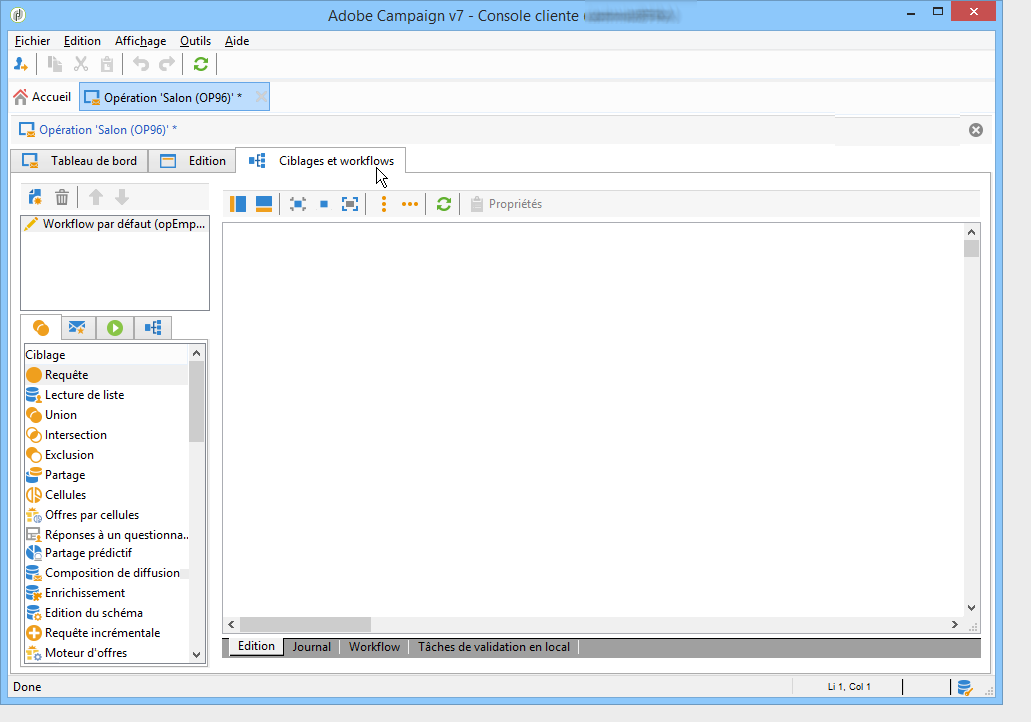 Adobe Campaign v7 - Console cliente
Fichier Edition Affichage Outils Aide
Accueil Opération 'Salon (OP96)' *
Opération 'Salon (OP96)' *
Tableau de bord Edition Ciblages et workflows
Propriétés
Workflow par défaut (opEmp...
Ciblage
Requête
Lecture de liste
Union
Intersection
Exclusion
Partage
Cellules
Offres par cellules
Réponses à un questionna..
Partage prédictif
Composition de diffusion
Enrichissement
Edition du schéma
Requête incrémentale
Moteur d'offres
Edition Journal Workflow Tâches de validation en local
Done Li 1, Col 1